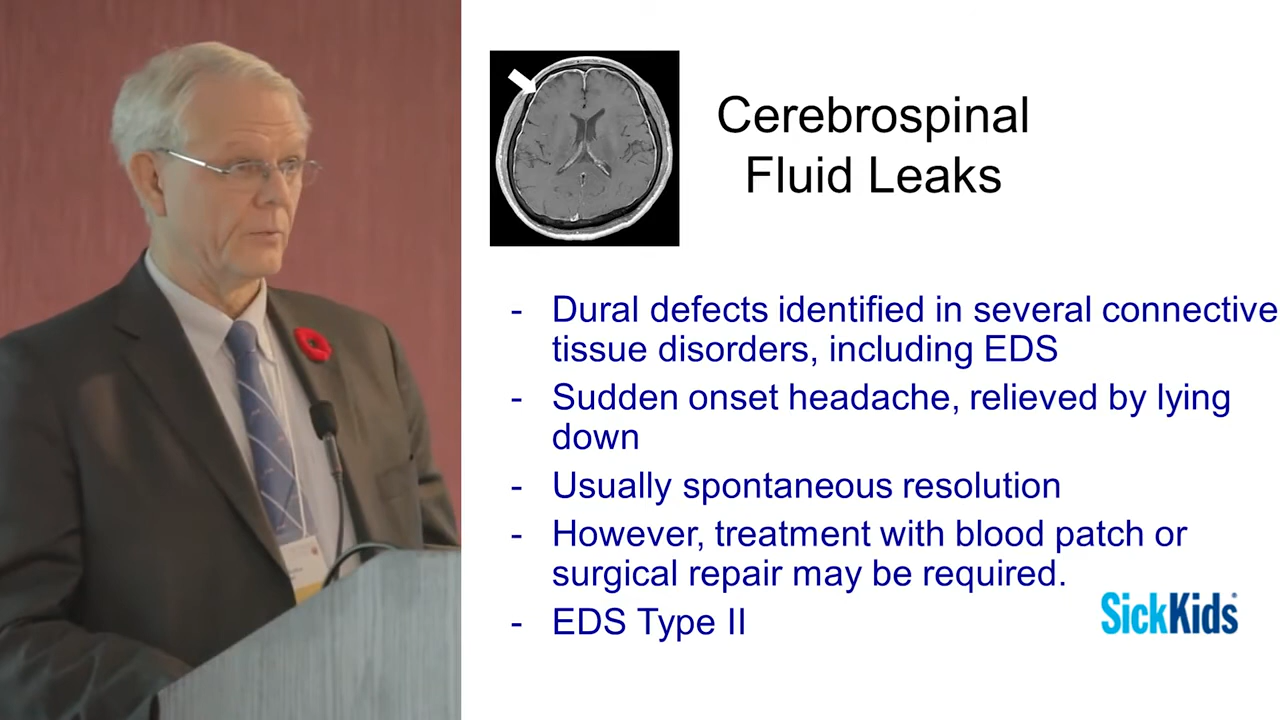 Cerebrospinal
Fluid Leaks
- Dural defects identified in several connective
tissue disorders, including EDS
- Sudden onset headache, relieved by lying
down
- Usually spontaneous resolution
- However, treatment with blood patch or
surgical repair may be required.
- EDS Type II
SickKids®